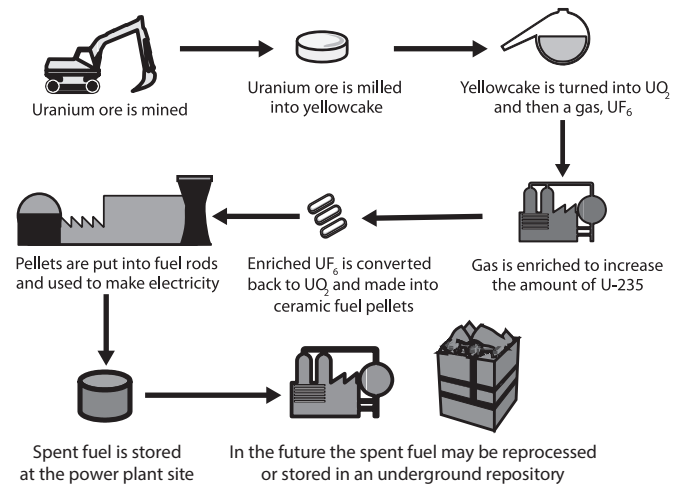 Uranium ore is mined
Uranium ore is milled
into yellowcake
Yellowcake is turned into UO₂
and then a gas, UF₆
Gas is enriched to increase
the amount of U-235
Enriched UF₆ is converted
back to UO₂ and made into
ceramic fuel pellets
Pellets are put into fuel rods
and used to make electricity
Spent fuel is stored
at the power plant site
In the future the spent fuel may be reprocessed
or stored in an underground repository